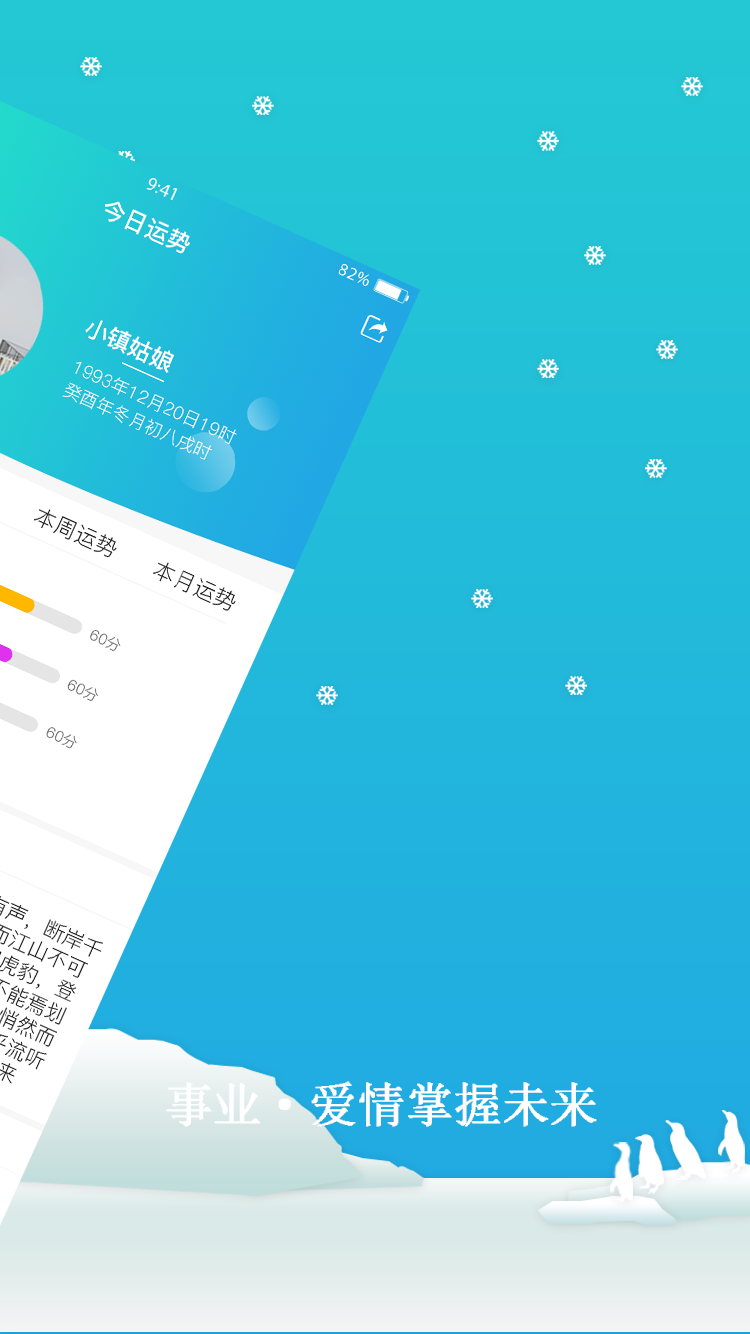 9:41
82%
今日运势
小镇姑娘
1993年12月20日19时
癸酉年冬月初八戌时
本周运势
本月运势
60分
60分
60分
有声，断岸千
而江山不可
虎豹，登
不能焉划
悄然而
乎流听
来
事业·爱情掌握未来